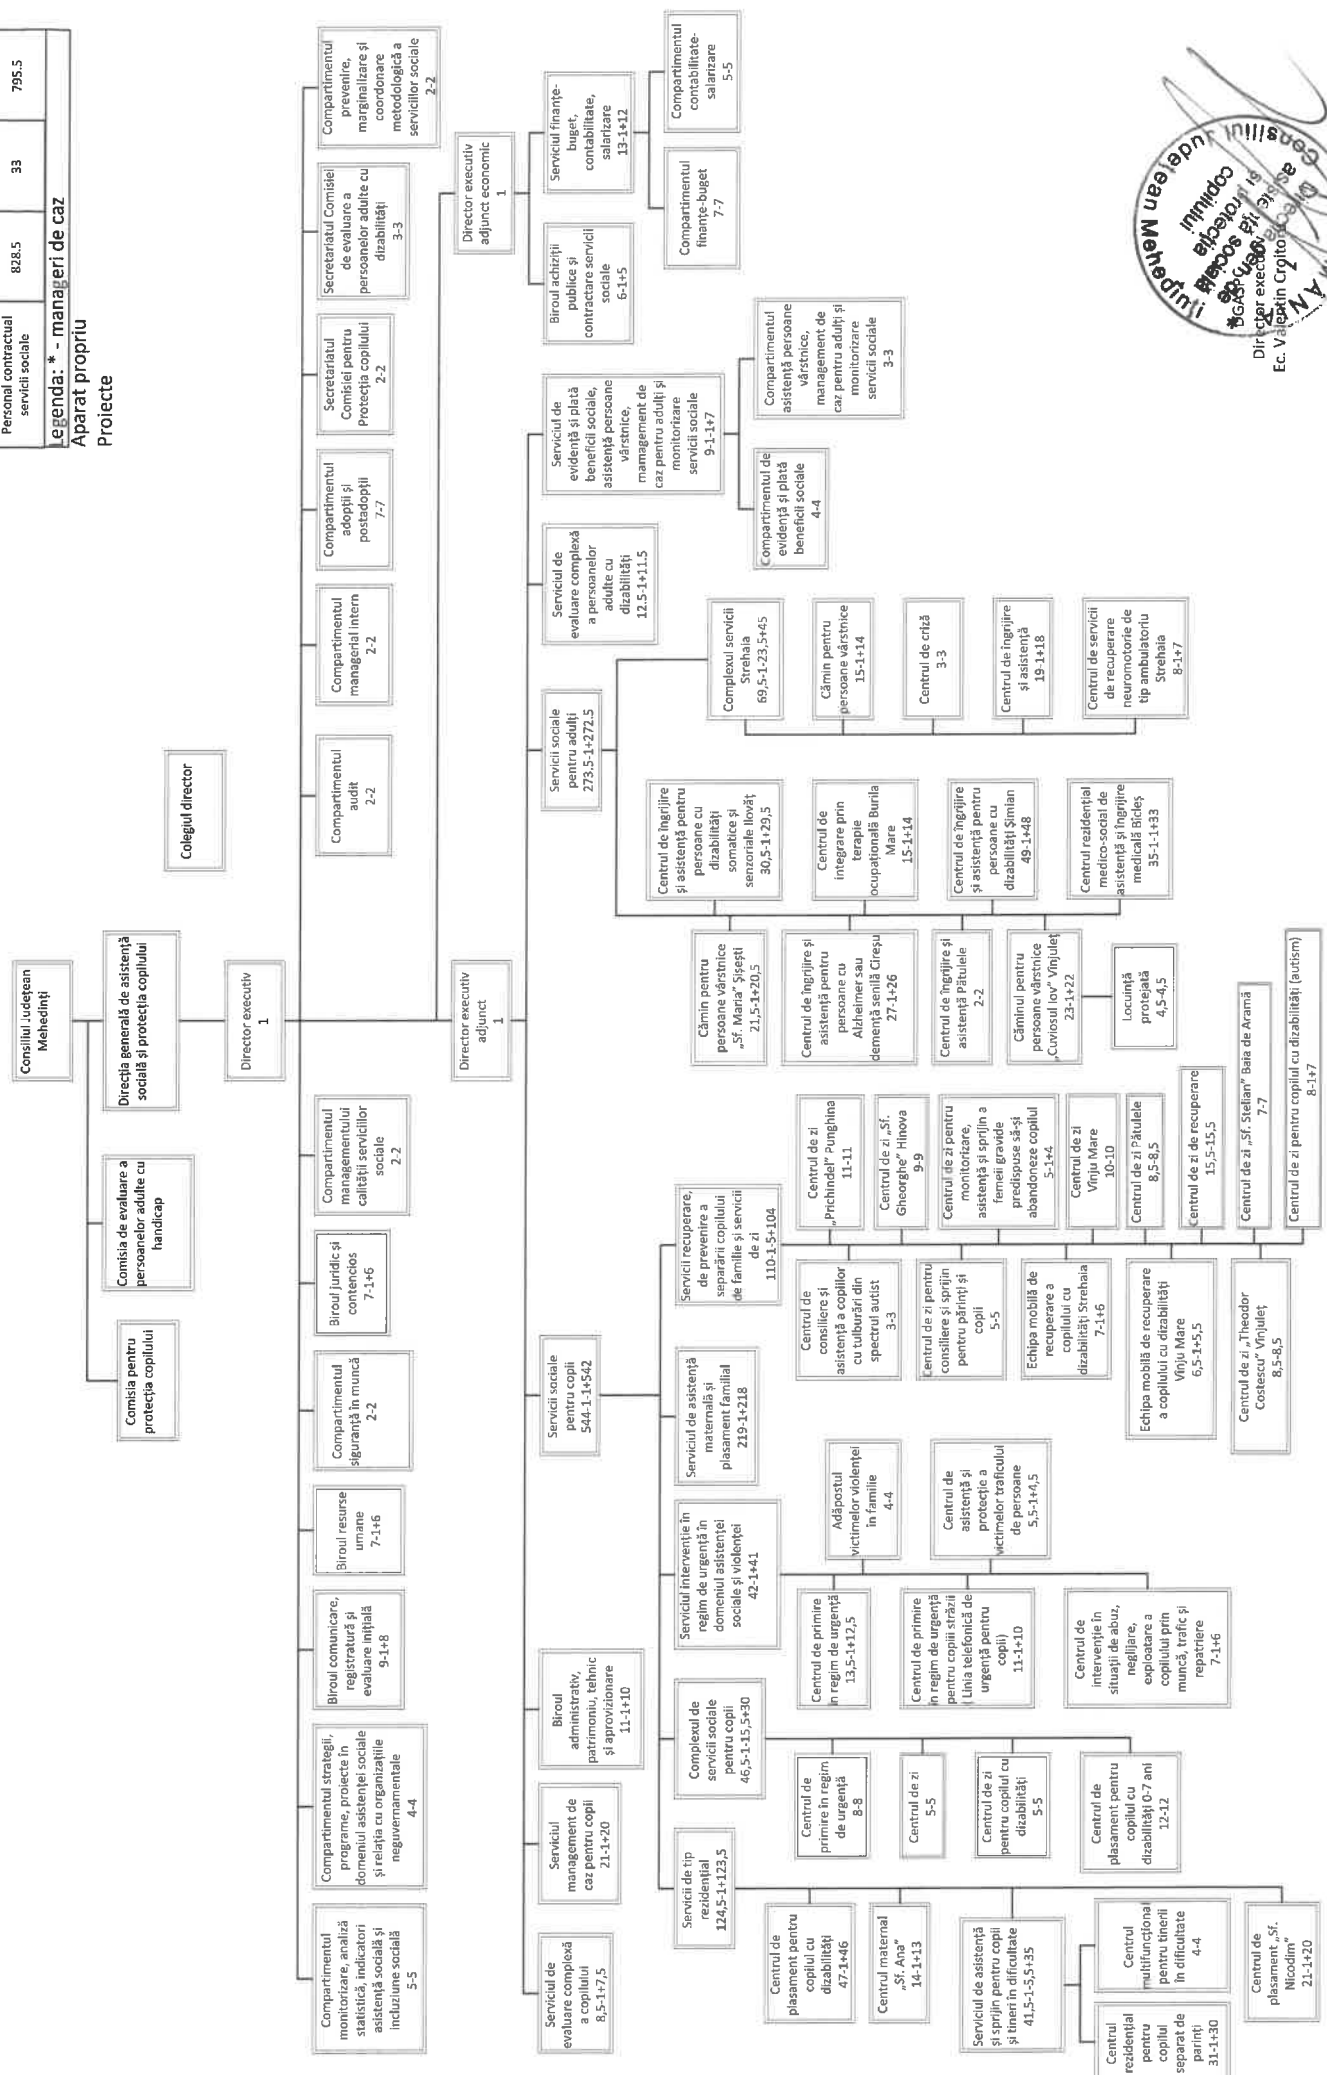 Personal contractual
servicii sociale
828.5
33
795.5
Legenda: * - manageri de caz
Aparat propriu
Proiecte
Consiliul Județean
Mehedinți
Colegiul director
Comisia pentru
protecția copilului
Comisia de evaluare a
persoanelor adulte cu
handicap
Direcția generală de asistență
socială și protecția copilului
Director executiv
1
Compartimentul
monitorizare, analiză
statistică, indicatori
asistență socială și
incluziune socială
5-5
Compartimentul strategii,
programe, proiecte în
domeniul asistenței sociale
și relația cu organizațiile
neguvernamentale
4-4
Biroul comunicare,
registratură și
evaluare inițială
9-1+8
Biroul resurse
umane
7-1+6
Compartimentul
siguranță în muncă
2-2
Biroul juridic și
contencios
7-1+6
Compartimentul
managementului
calității serviciilor
sociale
2-2
Compartimentul
audit
2-2
Compartimentul
managerial intern
2-2
Compartimentul
adopții și
postadopții
7-7
Secretariatul
Comisiei pentru
Protecția copilului
2-2
Secretariatul Comisiei
de evaluare a
persoanelor adulte cu
dizabilități
3-3
Compartimentul
prevenire,
marginalizare și
coordonare
metodologică a
serviciilor sociale
2-2
Director executiv
adjunct
1
Director executiv
adjunct economic
1
Serviciul de
evaluare complexă
a copilului
8,5-1+7,5
Serviciul
management de
caz pentru copii
21-1+20
Biroul
administrativ,
patrimoniu, tehnic
și aprovizionare
11-1+10
Servicii sociale
pentru copii
544-1-1+542
Servicii sociale
pentru adulți
273.5-1+272.5
Serviciul de
evaluare complexă
a persoanelor
adulte cu
dizabilități
12.5-1+11.5
Serviciul de
evidență și plată
beneficii sociale,
asistență persoane
vârstnice,
mamagement de
caz pentru adulți și
monitorizare
servicii sociale
9-1-1+7
Biroul achiziții
publice și
contractare servicii
sociale
6-1+5
Serviciul finanțe-
buget,
contabilitate,
salarizare
13-1+12
Compartimentul
finanțe-buget
7-7
Compartimentul
contabilitate-
salarizare
5-5
Compartimentul de
evidență și plată
beneficii sociale
4-4
Compartimentul
asistență persoane
vârstnice,
management de
caz pentru adulți și
monitorizare
servicii sociale
3-3
Servicii de tip
rezidențial
124,5-1+123,5
Complexul de
servicii sociale
pentru copii
46,5-1-15,5+30
Serviciul intervenție în
regim de urgență în
domeniul asistenței
sociale și violenței
42-1+41
Serviciul de asistență
maternală și
plasament familial
219-1+218
Servicii recuperare,
de prevenire a
separării copilului
de familie și servicii
de zi
110-1-5+104
Centrul de
plasament pentru
copilul cu
dizabilități
47-1+46
Centrul maternal
„Sf. Ana”
14-1+13
Serviciul de asistență
și sprijin pentru copii
și tineri în dificultate
41,5-1-5,5+35
Centrul
rezidențial
pentru
copilul
separat de
parinți
31-1+30
Centrul
multifuncțional
pentru tinerii
în dificultate
4-4
Centrul de
plasament „Sf.
Nicodim”
21-1+20
Centrul de
primire în regim
de urgență
8-8
Centrul de zi
5-5
Centrul de zi
pentru copilul cu
dizabilități
5-5
Centrul de
plasament pentru
copilul cu
dizabilități 0-7 ani
12-12
Centrul de primire
în regim de urgență
13,5-1+12,5
Adăpostul
victimelor violenței
în familie
4-4
Centrul de primire
în regim de urgență
pentru copiii străzii
( Linia telefonică de
urgență pentru
copii)
11-1+10
Centrul de
asistență și
protecție a
victimelor traficului
de persoane
5,5-1+4,5
Centrul de
intervenție în
situații de abuz,
neglijare,
exploatare a
copilului prin
muncă, trafic și
repatriere
7-1+6
Centrul de
consiliere și
asistență a copiilor
cu tulburări din
spectrul autist
3-3
Centrul de zi
„Prichindel” Punghina
11-11
Centrul de zi pentru
consiliere și sprijin
pentru părinți și
copii
5-5
Centrul de zi „Sf.
Gheorghe” Hinova
9-9
Centrul de zi pentru
monitorizare,
asistență și sprijin a
femeii gravide
predispuse să-și
abandoneze copilul
5-1+4
Echipa mobilă de
recuperare a
copilului cu
dizabilități Strehaia
7-1+6
Centrul de zi
Vînju Mare
10-10
Centrul de zi Pătulele
8,5-8,5
Echipa mobilă de recuperare
a copilului cu dizabilități
Vînju Mare
6,5-1+5,5
Centrul de zi de recuperare
15,5-15,5
Centrul de zi „Theodor
Costescu” Vînjuleț
8,5-8,5
Centrul de zi „Sf. Stelian” Baia de Aramă
7-7
Centrul de zi pentru copilul cu dizabilități (autism)
8-1+7
Cămin pentru
persoane vârstnice
„Sf. Maria” Șișești
21,5-1+20,5
Centrul de îngrijire
și asistență pentru
persoane cu
dizabilități
somatice și
senzoriale Ilovăț
30,5-1+29,5
Centrul de îngrijire și
asistență pentru
persoane cu
Alzheimer sau
demență senilă Cireșu
27-1+26
Centrul de
integrare prin
terapie
ocupațională Burila
Mare
15-1+14
Centrul de îngrijire și
asistență Pătulele
2-2
Centrul de îngrijire
și asistență pentru
persoane cu
dizabilități Șimian
49-1+48
Căminul pentru
persoane vârstnice
„Cuviosul Iov” Vînjuleț
23-1+22
Centrul rezidențial
medico-social de
asistență și îngrijire
medicală Bicleș
35-1-1+33
Locuință
protejată
4,5-4,5
Complexul servicii
Strehaia
69,5-1-23,5+45
Cămin pentru
persoane vârstnice
15-1+14
Centrul de criză
3-3
Centrul de îngrijire
și asistență
19-1+18
Centrul de servicii
de recuperare
neuromotorie de
tip ambulatoriu
Strehaia
8-1+7
Consiliul Județean Mehedinți
protecția
copilului
DGASPC
Director executiv
Ec. Valentin Croitoru